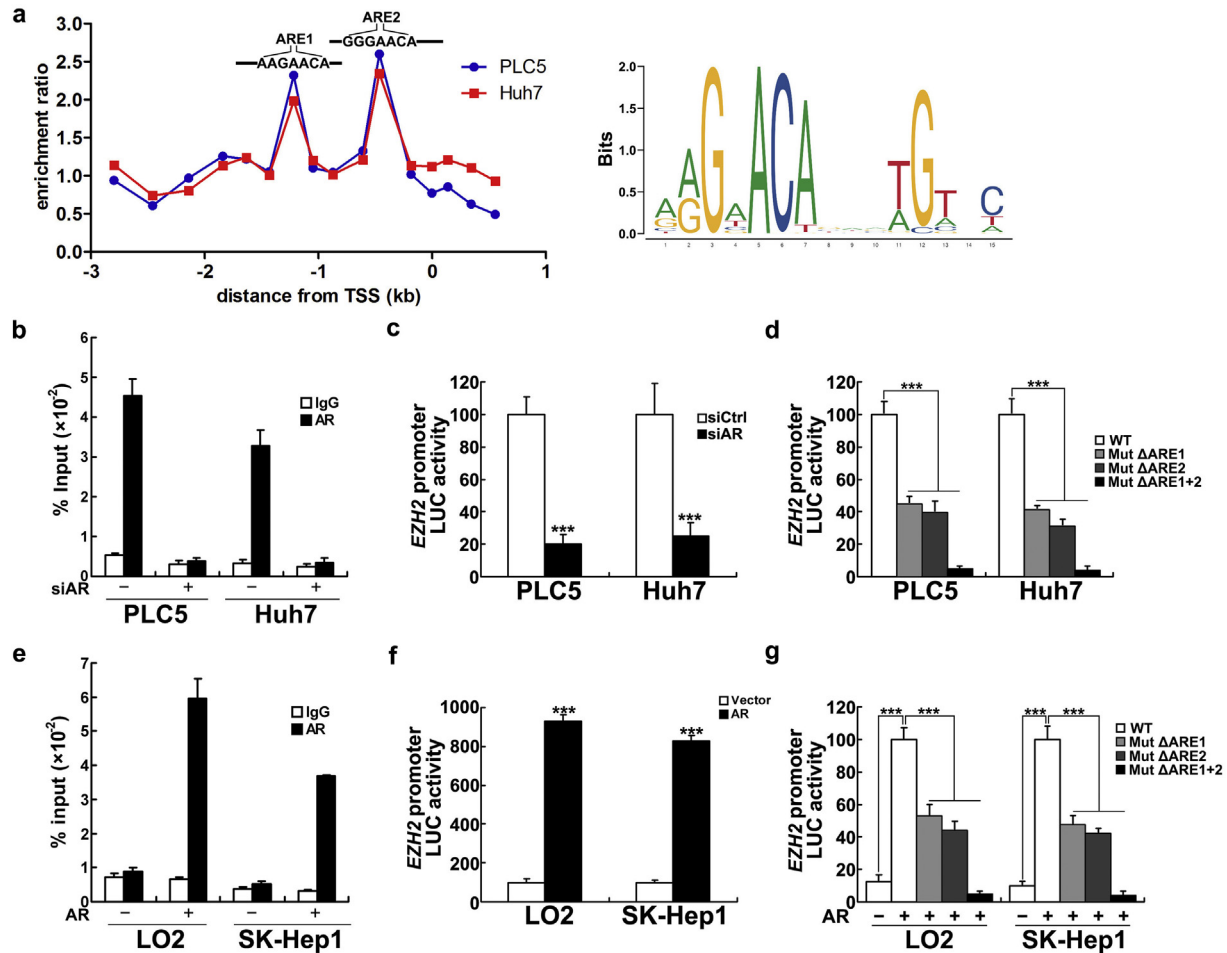 a
3.0
2.5
2.0
1.5
1.0
0.5
0.0
enrichment ratio
-3
-2
-1
0
1
distance from TSS (kb)
ARE1
AAGAACA
ARE2
GGGAACA
PLC5
Huh7
2.0
1.5
1.0
0.5
0.0
Bits
A G A C A T G T C
1 2 3 4 5 6 7 8 9 10 11 12 13 14 15
b
6
5
4
3
2
1
0
% Input (×10-2)
IgG
AR
siAR
− + − +
PLC5 Huh7
c
120
100
80
60
40
20
0
EZH2 promoter
LUC activity
siCtrl
siAR
***
***
PLC5 Huh7
d
120
100
80
60
40
20
0
EZH2 promoter
LUC activity
***
***
WT
Mut ΔARE1
Mut ΔARE2
Mut ΔARE1+2
PLC5 Huh7
e
7
6
5
4
3
2
1
0
% input (×10-2)
IgG
AR
AR
− + − +
LO2 SK-Hep1
f
1000
800
600
400
200
0
EZH2 promoter
LUC activity
Vector
AR
***
***
LO2 SK-Hep1
g
120
100
80
60
40
20
0
EZH2 promoter
LUC activity
*** ***
*** ***
WT
Mut ΔARE1
Mut ΔARE2
Mut ΔARE1+2
AR − + + + + − + + + +
LO2 SK-Hep1